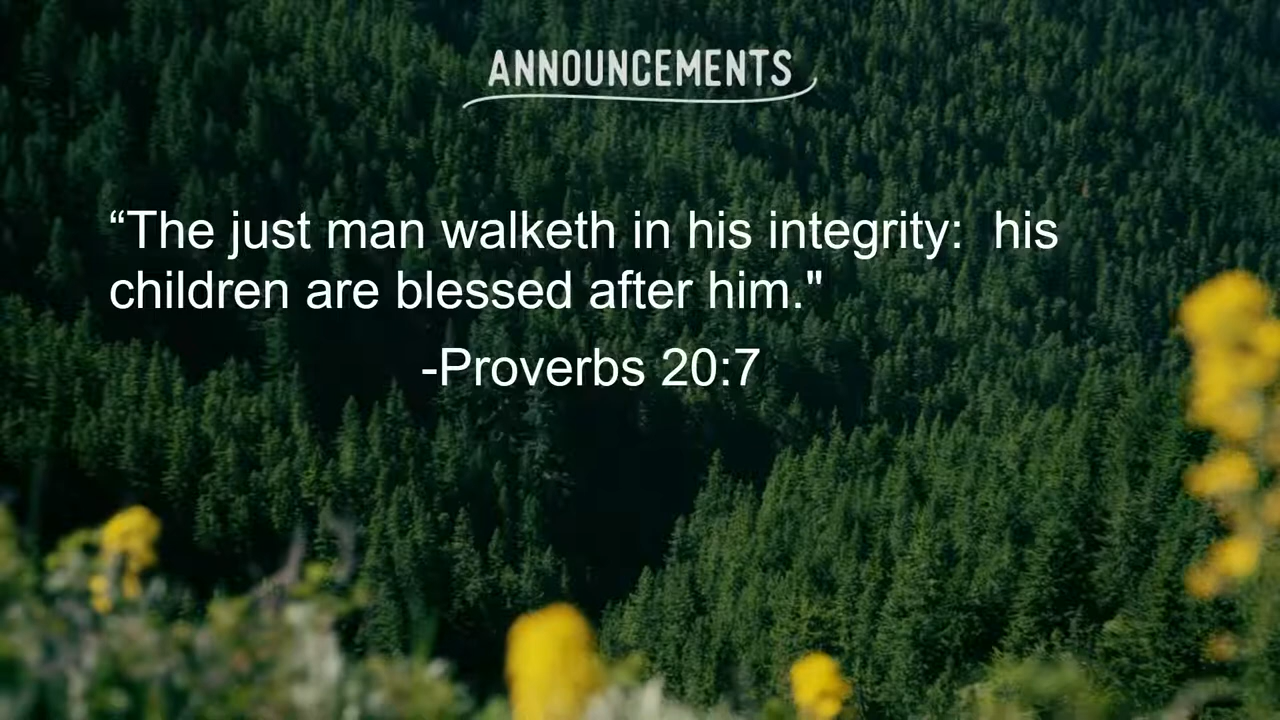 ANNOUNCEMENTS
“The just man walketh in his integrity:  his
children are blessed after him."
-Proverbs 20:7